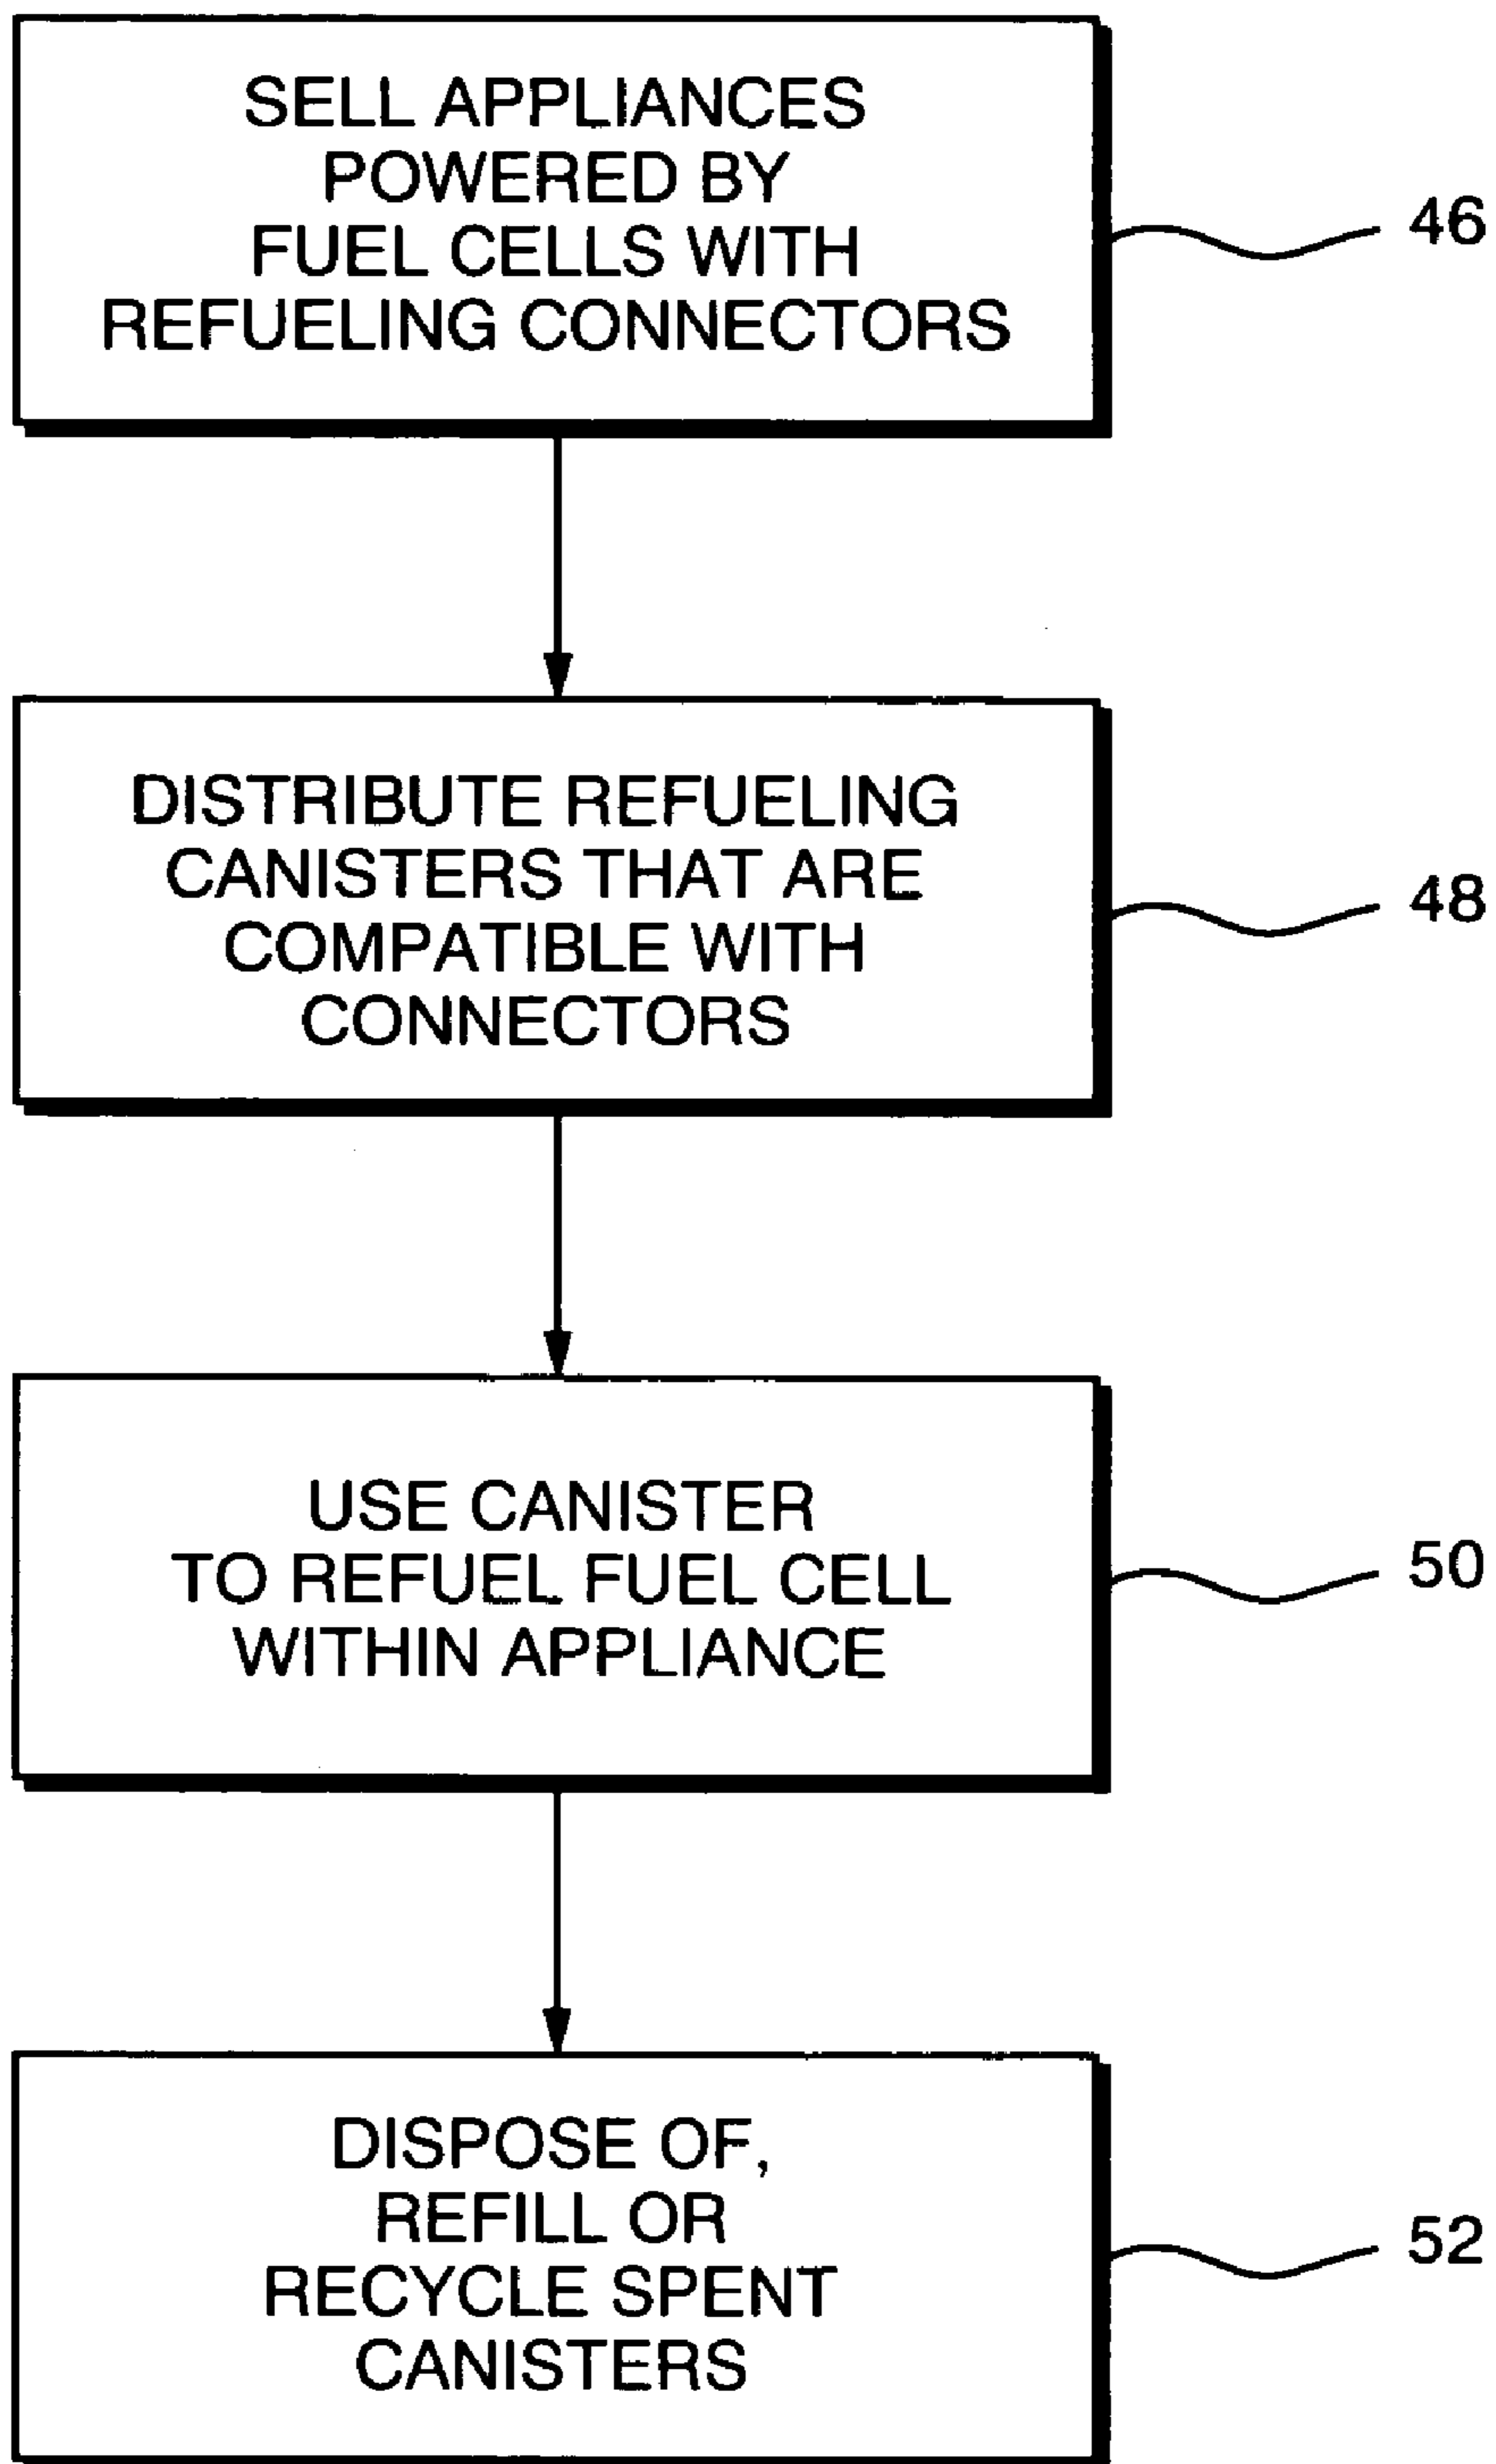 SELL APPLIANCES
POWERED BY
FUEL CELLS WITH
REFUELING CONNECTORS
46
DISTRIBUTE REFUELING
CANISTERS THAT ARE
COMPATIBLE WITH
CONNECTORS
48
USE CANISTER
TO REFUEL FUEL CELL
WITHIN APPLIANCE
50
DISPOSE OF,
REFILL OR
RECYCLE SPENT
CANISTERS
52